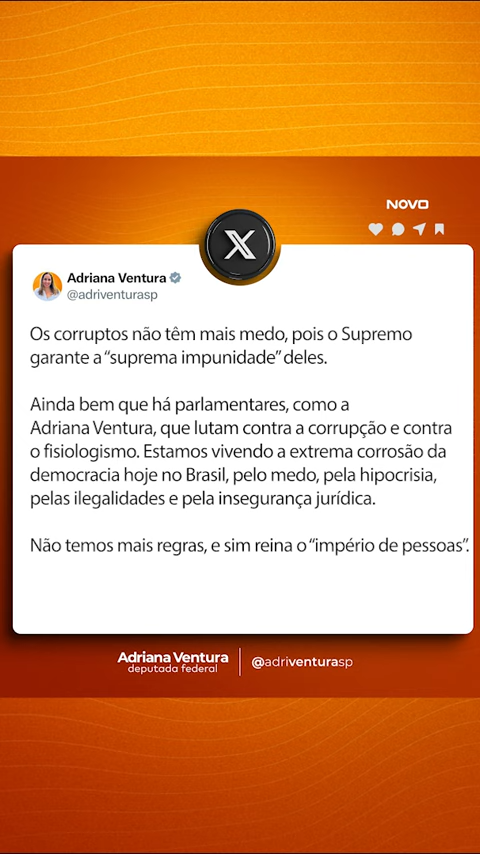 NOVO
X
Adriana Ventura
@adriventurasp
Os corruptos não têm mais medo, pois o Supremo
garante a “suprema impunidade” deles.
Ainda bem que há parlamentares, como a
Adriana Ventura, que lutam contra a corrupção e contra
o fisiologismo. Estamos vivendo a extrema corrosão da
democracia hoje no Brasil, pelo medo, pela hipocrisia,
pelas ilegalidades e pela insegurança jurídica.
Não temos mais regras, e sim reina o “império de pessoas”.
Adriana Ventura
deputada federal
@adriventurasp